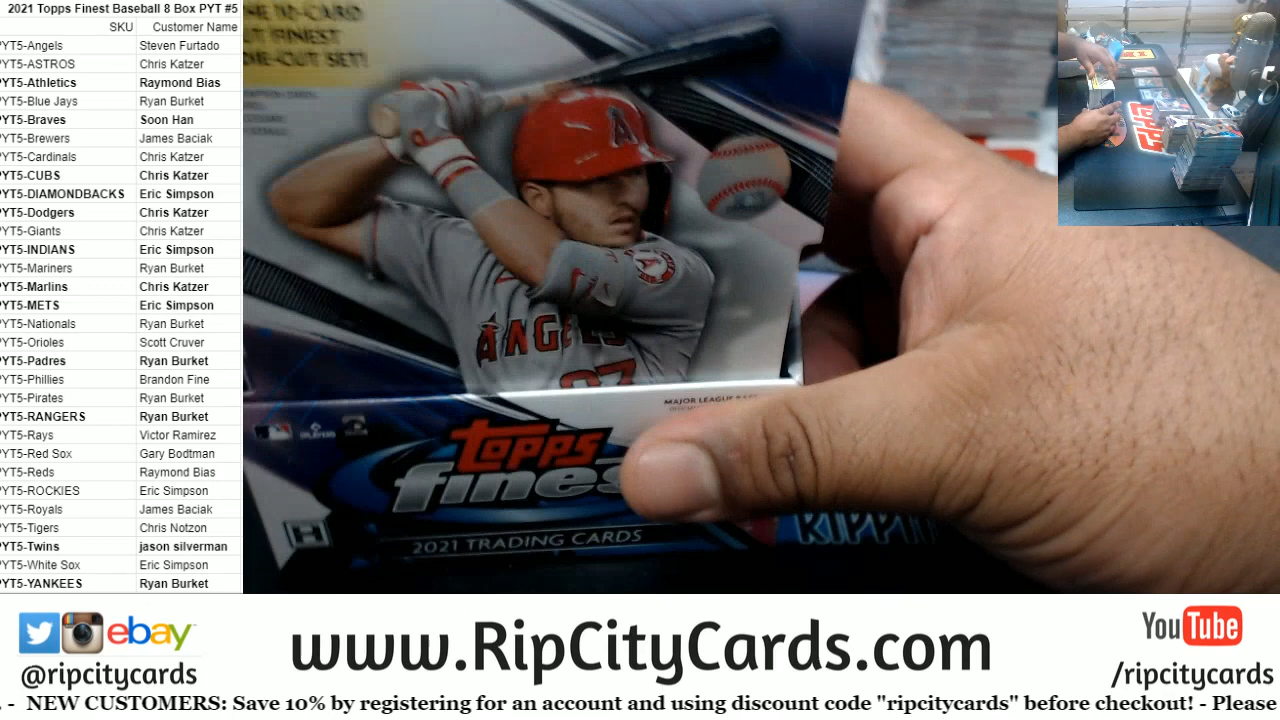 2021 Topps Finest Baseball 8 Box PYT #5
SKU Customer Name
PYT5-Angels Steven Furtado
PYT5-ASTROS Chris Katzer
PYT5-Athletics Raymond Bias
PYT5-Blue Jays Ryan Burket
PYT5-Braves Soon Han
PYT5-Brewers James Baciak
PYT5-Cardinals Chris Katzer
PYT5-CUBS Chris Katzer
PYT5-DIAMONDBACKS Eric Simpson
PYT5-Dodgers Chris Katzer
PYT5-Giants Chris Katzer
PYT5-INDIANS Eric Simpson
PYT5-Mariners Ryan Burket
PYT5-Marlins Chris Katzer
PYT5-METS Eric Simpson
PYT5-Nationals Ryan Burket
PYT5-Orioles Scott Cruver
PYT5-Padres Ryan Burket
PYT5-Phillies Brandon Fine
PYT5-Pirates Ryan Burket
PYT5-RANGERS Ryan Burket
PYT5-Rays Victor Ramirez
PYT5-Red Sox Gary Bodtman
PYT5-Reds Raymond Bias
PYT5-ROCKIES Eric Simpson
PYT5-Royals James Baciak
PYT5-Tigers Chris Notzon
PYT5-Twins jason silverman
PYT5-White Sox Eric Simpson
PYT5-YANKEES Ryan Burket
10-CARD
FINEST
DIE-CUT SET!
A
ANGELS
27
MAJOR LEAGUE
topps
finest
H
2021 TRADING CARDS
RIPPIN
ebay
@ripcitycards
www.RipCityCards.com
YouTube
/ripcitycards
. - NEW CUSTOMERS: Save 10% by registering for an account and using discount code "ripcitycards" before checkout! - Please